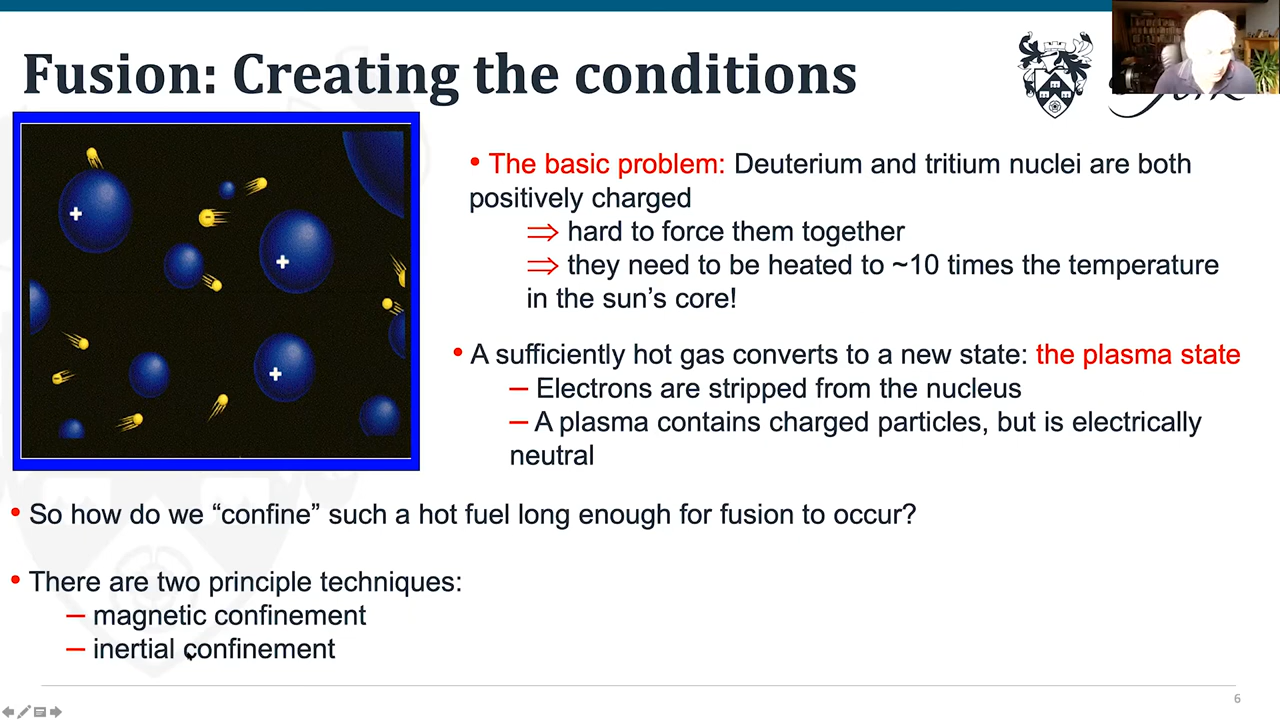 Fusion: Creating the conditions
• The basic problem: Deuterium and tritium nuclei are both
positively charged
⇒ hard to force them together
⇒ they need to be heated to ~10 times the temperature
in the sun's core!
• A sufficiently hot gas converts to a new state: the plasma state
– Electrons are stripped from the nucleus
– A plasma contains charged particles, but is electrically
neutral
• So how do we “confine” such a hot fuel long enough for fusion to occur?
• There are two principle techniques:
– magnetic confinement
– inertial confinement
6